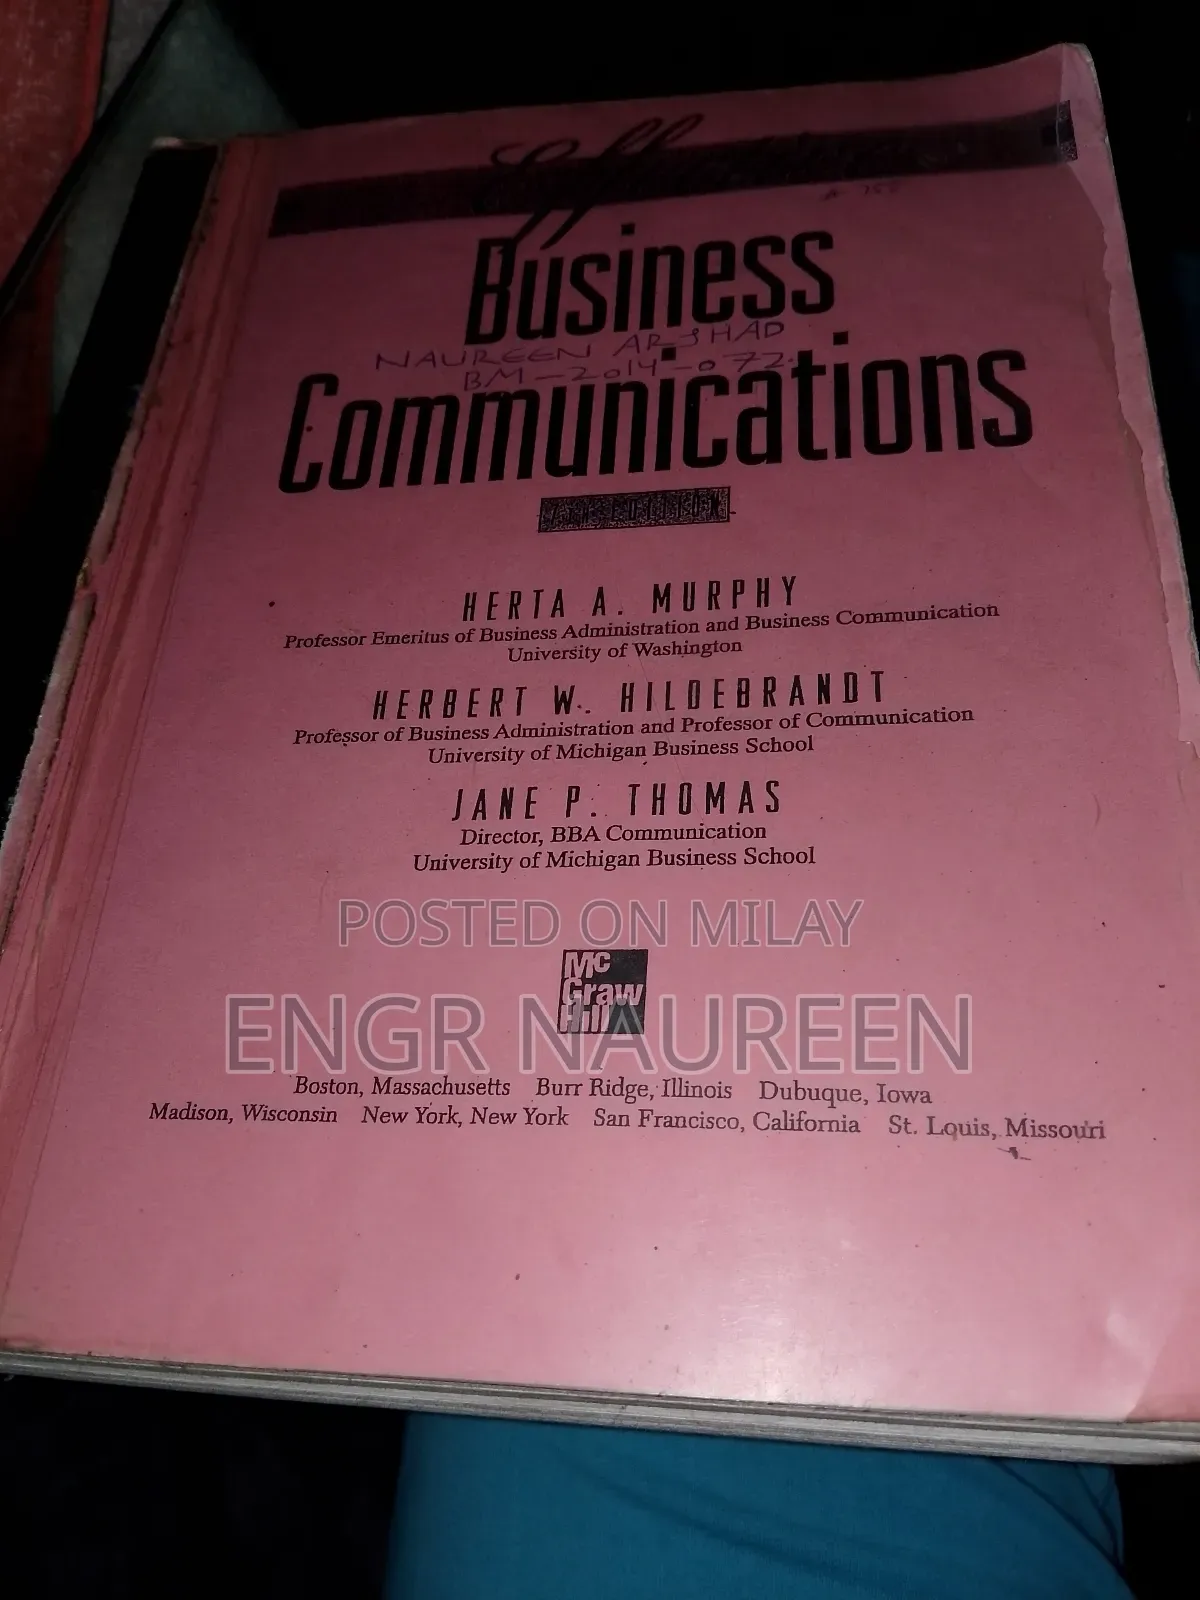 Business
NAUREEN ARSHAD
BM-2014-072.
Communications
7TH EDITION
HERTA A. MURPHY
Professor Emeritus of Business Administration and Business Communication
University of Washington
HERBERT W. HILDEBRANDT
Professor of Business Administration and Professor of Communication
University of Michigan Business School
JANE P. THOMAS
Director, BBA Communication
University of Michigan Business School
POSTED ON MILAY
Mc
Graw
Hill
ENGR NAUREEN
Boston, Massachusetts Burr Ridge, Illinois Dubuque, Iowa
Madison, Wisconsin New York, New York San Francisco, California St. Louis, Missouri